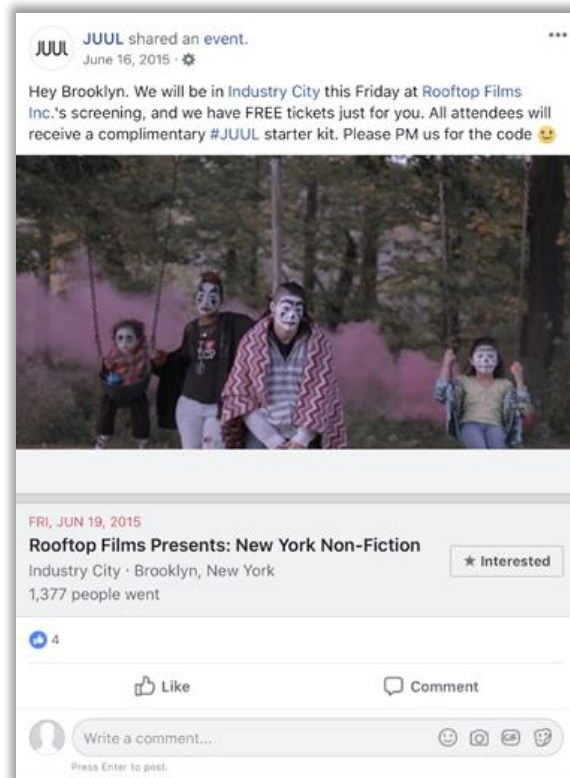 JUUL
JUUL shared an event.
June 16, 2015 ·
Hey Brooklyn. We will be in Industry City this Friday at Rooftop Films
Inc.'s screening, and we have FREE tickets just for you. All attendees will
receive a complimentary #JUUL starter kit. Please PM us for the code
FRI, JUN 19, 2015
Rooftop Films Presents: New York Non-Fiction
Industry City · Brooklyn, New York
1,377 people went
★ Interested
4
Like
Comment
Write a comment...
GIF
Press Enter to post.